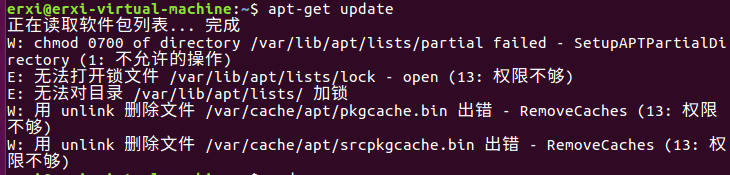 erxi@erxi-virtual-machine:~$ apt-get update
正在读取软件包列表... 完成
W: chmod 0700 of directory /var/lib/apt/lists/partial failed - SetupAPTPartialDi
rectory (1: 不允许的操作)
E: 无法打开锁文件 /var/lib/apt/lists/lock - open (13: 权限不够)
E: 无法对目录 /var/lib/apt/lists/ 加锁
W: 用 unlink 删除文件 /var/cache/apt/pkgcache.bin 出错 - RemoveCaches (13: 权限
不够)
W: 用 unlink 删除文件 /var/cache/apt/srcpkgcache.bin 出错 - RemoveCaches (13: 权
限不够)